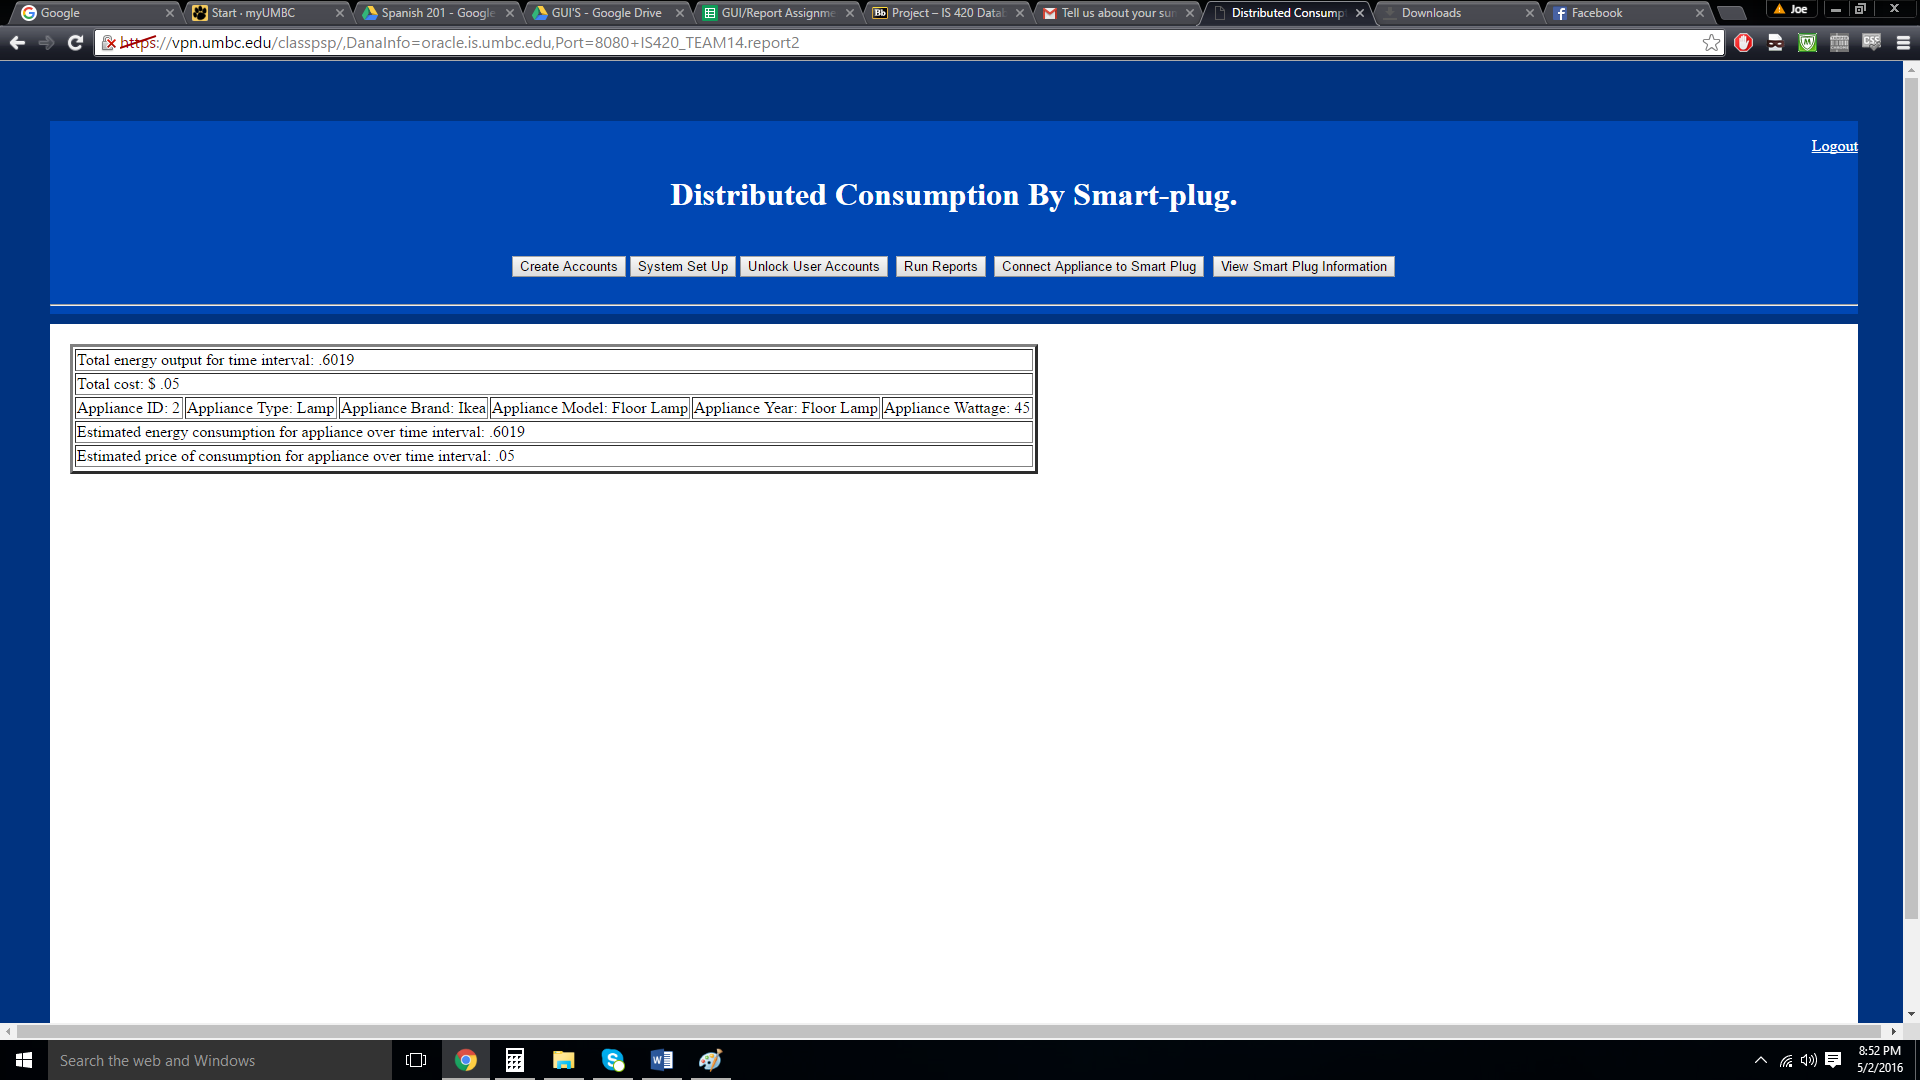 Google
Start · myUMBC
Spanish 201 - Google
GUI'S - Google Drive
GUI/Report Assignme
Bb Project – IS 420 Datab
Tell us about your sur
Distributed Consumpt
Downloads
Facebook
Joe
https://vpn.umbc.edu/classpsp/,DanaInfo=oracle.is.umbc.edu,Port=8080+IS420_TEAM14.report2
CSS
Logout
Distributed Consumption By Smart-plug.
Create Accounts System Set Up Unlock User Accounts Run Reports Connect Appliance to Smart Plug View Smart Plug Information
Total energy output for time interval: .6019
Total cost: $ .05
Appliance ID: 2 Appliance Type: Lamp Appliance Brand: Ikea Appliance Model: Floor Lamp Appliance Year: Floor Lamp Appliance Wattage: 45
Estimated energy consumption for appliance over time interval: .6019
Estimated price of consumption for appliance over time interval: .05
Search the web and Windows
8:52 PM
5/2/2016